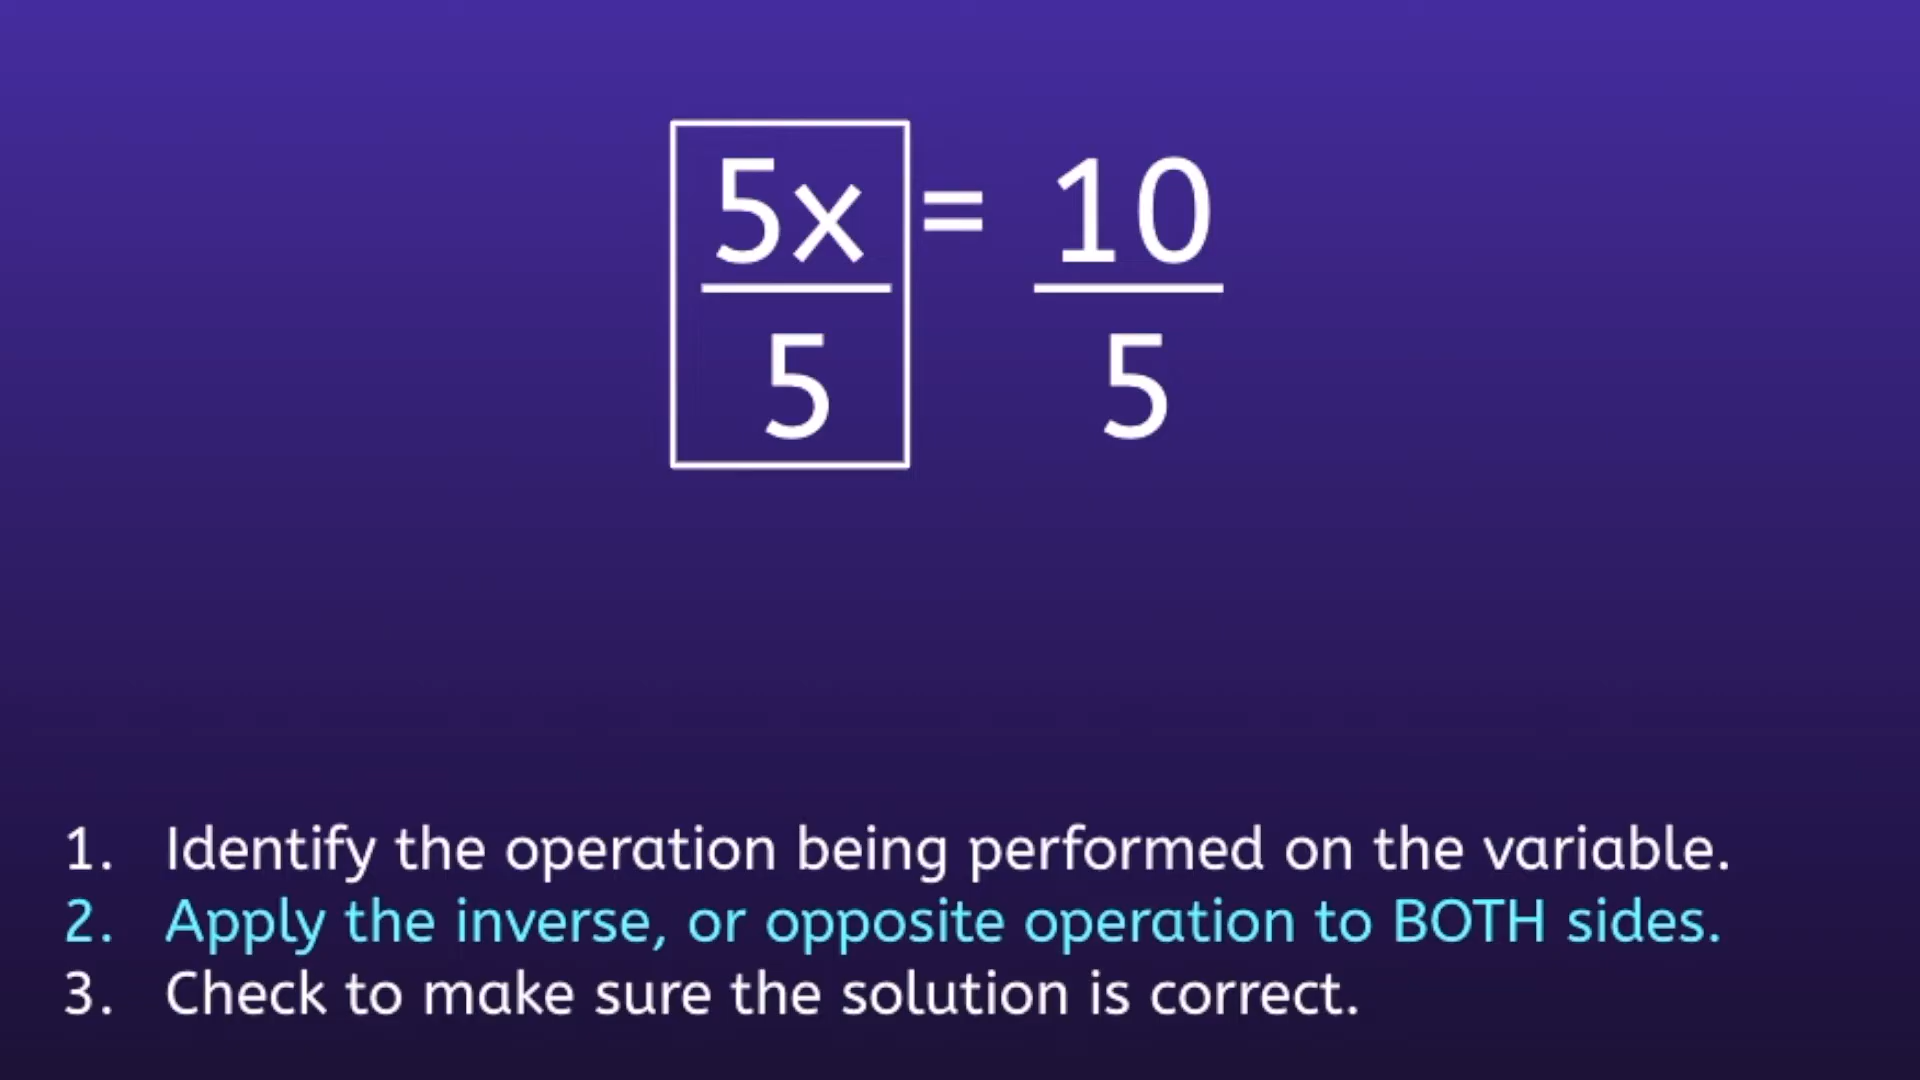 5x = 10
5 5
1. Identify the operation being performed on the variable.
2. Apply the inverse, or opposite operation to BOTH sides.
3. Check to make sure the solution is correct.